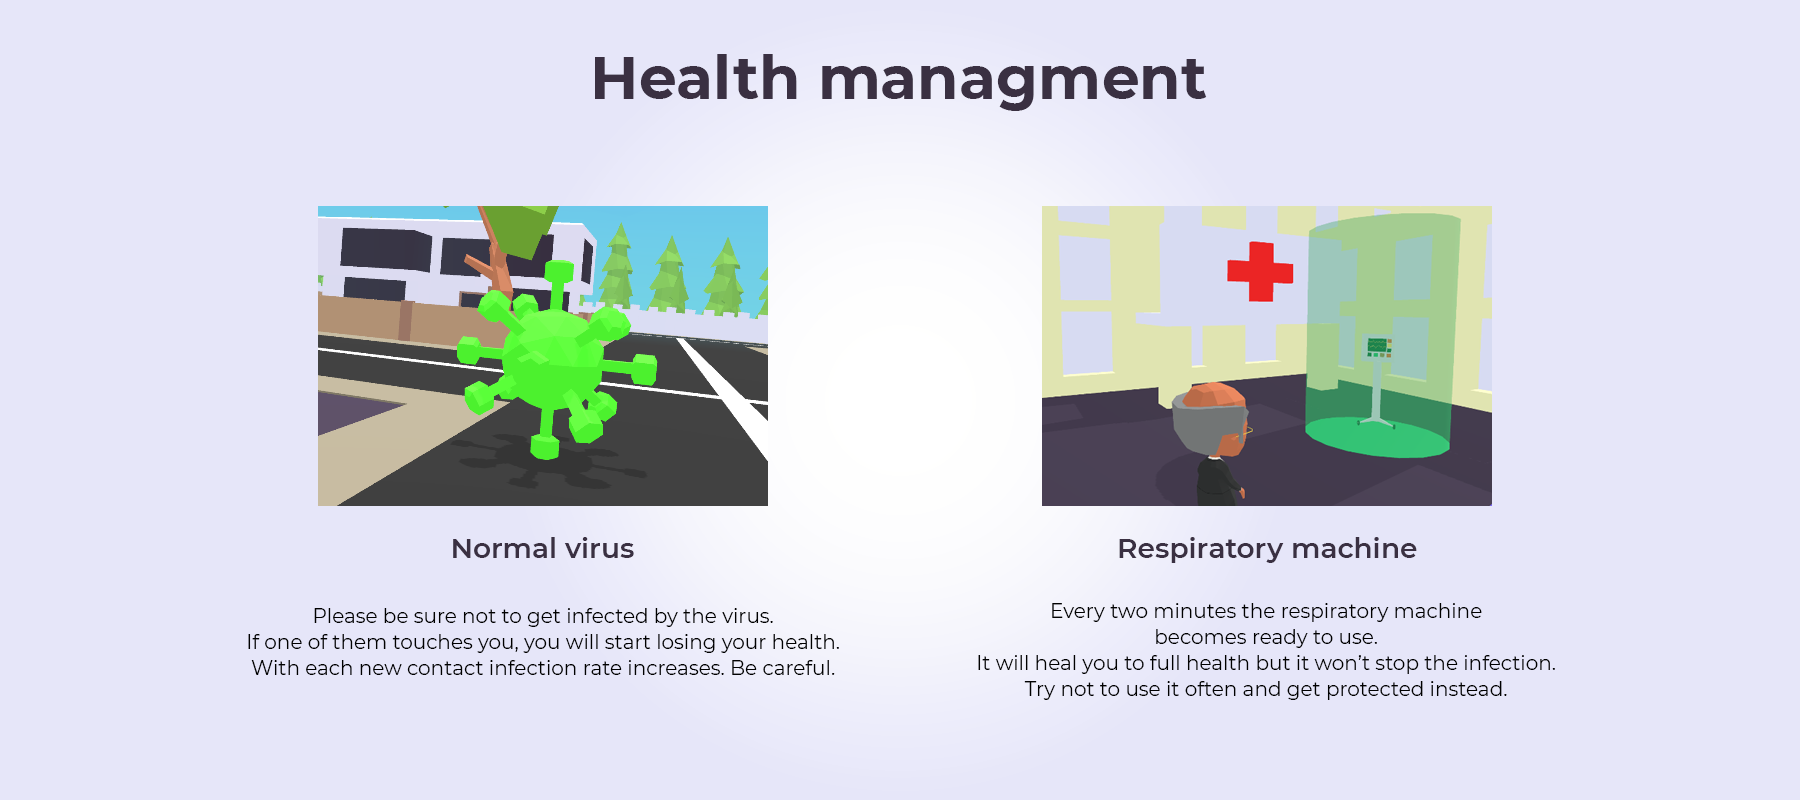 Health managment
Normal virus
Please be sure not to get infected by the virus.
If one of them touches you, you will start losing your health.
With each new contact infection rate increases. Be careful.
Respiratory machine
Every two minutes the respiratory machine
becomes ready to use.
It will heal you to full health but it won’t stop the infection.
Try not to use it often and get protected instead.